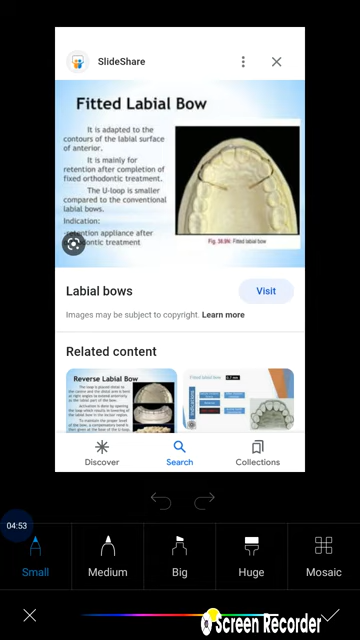 SlideShare
Fitted Labial Bow
It is adapted to the
contours of the labial surface
of anterior.
It is mainly for
retention after completion of
fixed orthodontic treatment.
The U-loop is smaller
compared to the conventional
labial bows.
Indication:
retention appliance after
dontic treatment
Fitted labial bow
Labial bows
Visit
Images may be subject to copyright. Learn more
Related content
Reverse Labial Bow
Fitted labial bow
Discover
Search
Collections
04:53
Small
Medium
Big
Huge
Mosaic
Screen Recorder